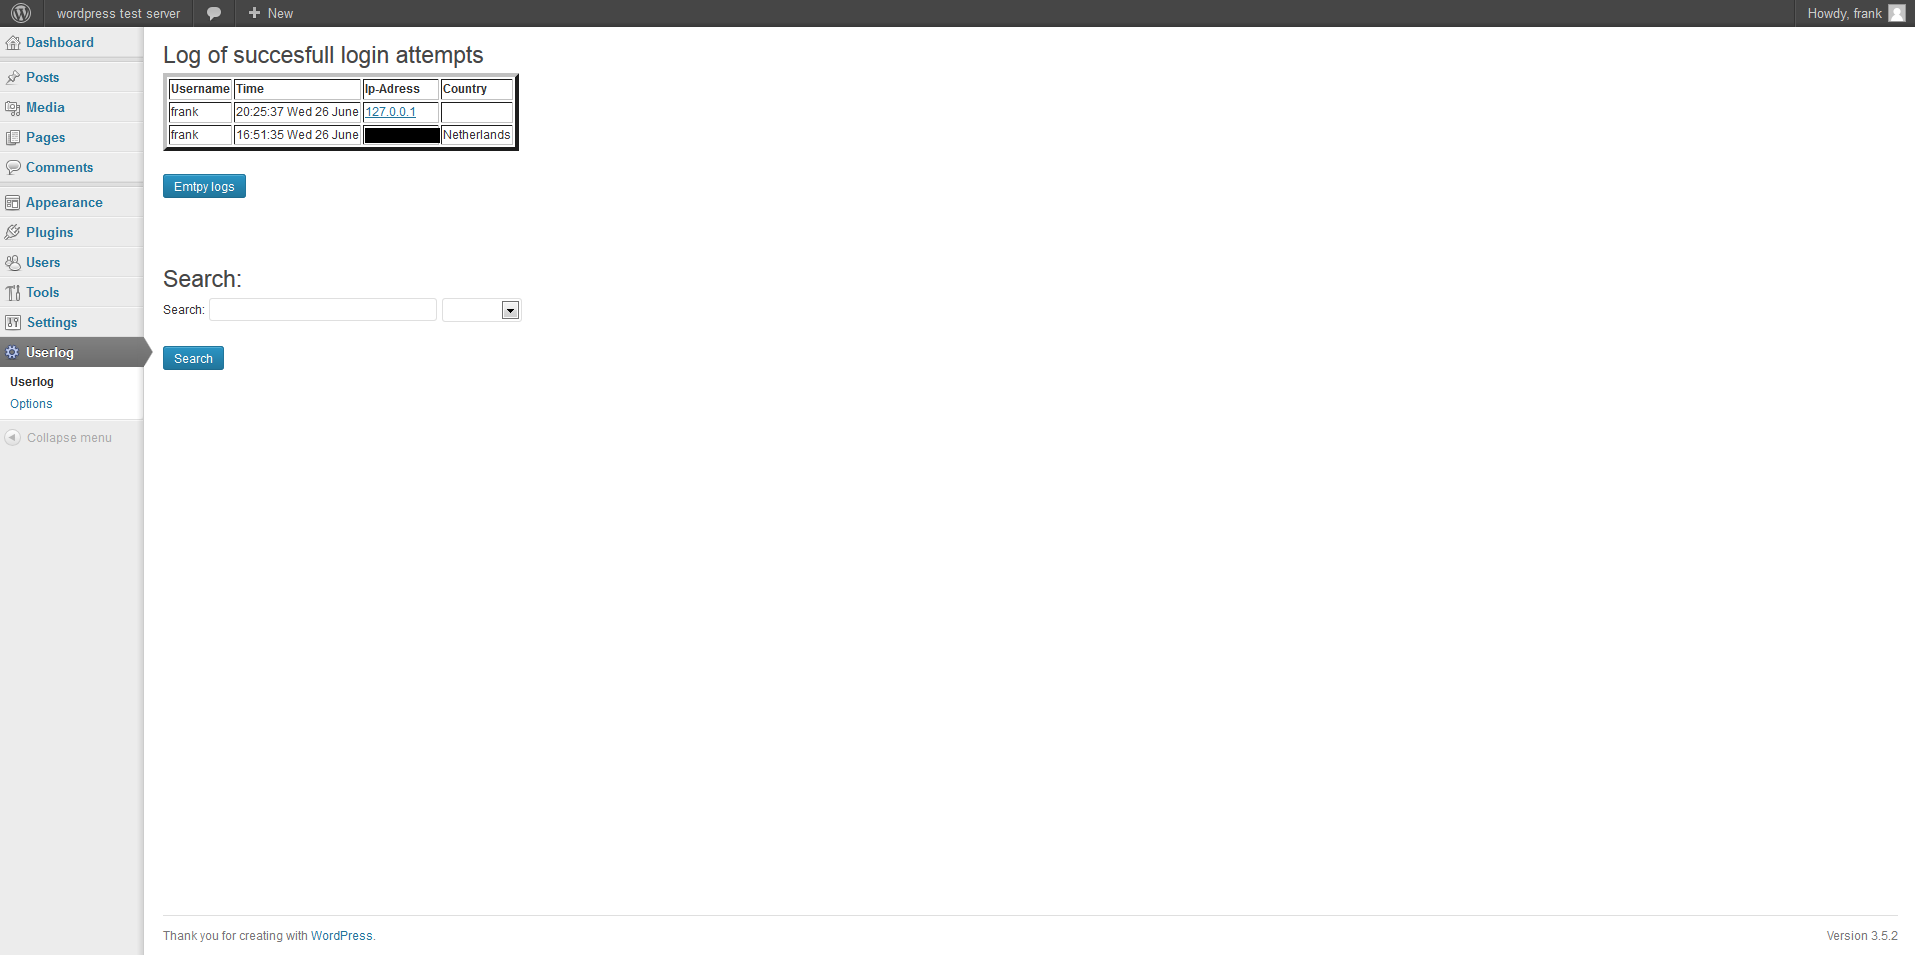 wordpress test server New Howdy, frank
Dashboard
Posts
Media
Pages
Comments
Appearance
Plugins
Users
Tools
Settings
Userlog
Userlog
Options
Collapse menu
Log of succesfull login attempts
Username Time Ip-Adress Country
frank 20:25:37 Wed 26 June 127.0.0.1
frank 16:51:35 Wed 26 June Netherlands
Emtpy logs
Search:
Search:
Search
Thank you for creating with WordPress. Version 3.5.2